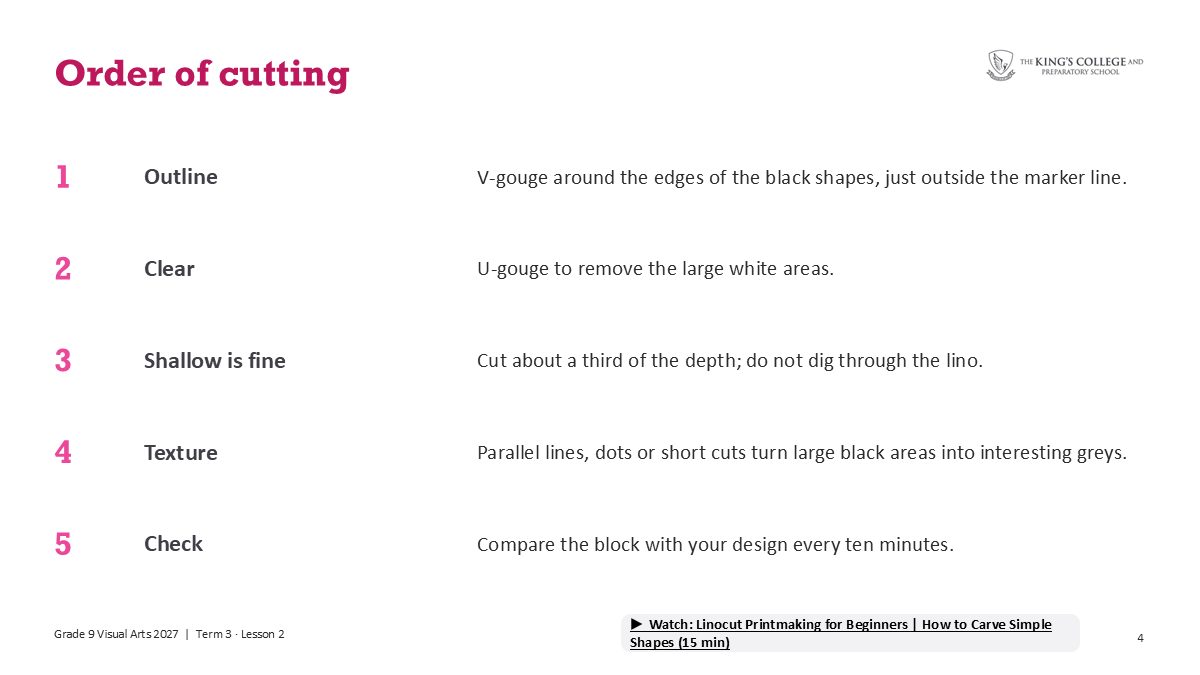 Order of cutting
THE KING'S COLLEGE AND
PREPARATORY SCHOOL
1 Outline V-gouge around the edges of the black shapes, just outside the marker line.
2 Clear U-gouge to remove the large white areas.
3 Shallow is fine Cut about a third of the depth; do not dig through the lino.
4 Texture Parallel lines, dots or short cuts turn large black areas into interesting greys.
5 Check Compare the block with your design every ten minutes.
Grade 9 Visual Arts 2027 | Term 3 · Lesson 2
▶ Watch: Linocut Printmaking for Beginners | How to Carve Simple
Shapes (15 min)
4